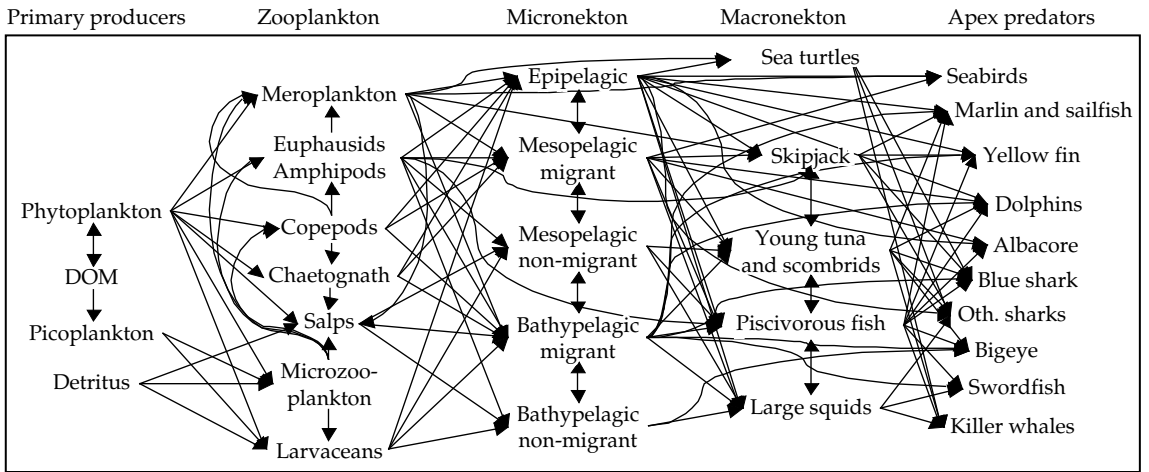 Primary producers
Zooplankton
Micronekton
Macronekton
Apex predators
Phytoplankton
DOM
Picoplankton
Detritus
Meroplankton
Euphausids
Amphipods
Copepods
Chaetognath
Salps
Microzoo-
plankton
Larvaceans
Epipelagic
Mesopelagic
migrant
Mesopelagic
non-migrant
Bathypelagic
migrant
Bathypelagic
non-migrant
Sea turtles
Skipjack
Young tuna
and scombrids
Piscivorous fish
Large squids
Seabirds
Marlin and sailfish
Yellow fin
Dolphins
Albacore
Blue shark
Oth. sharks
Bigeye
Swordfish
Killer whales